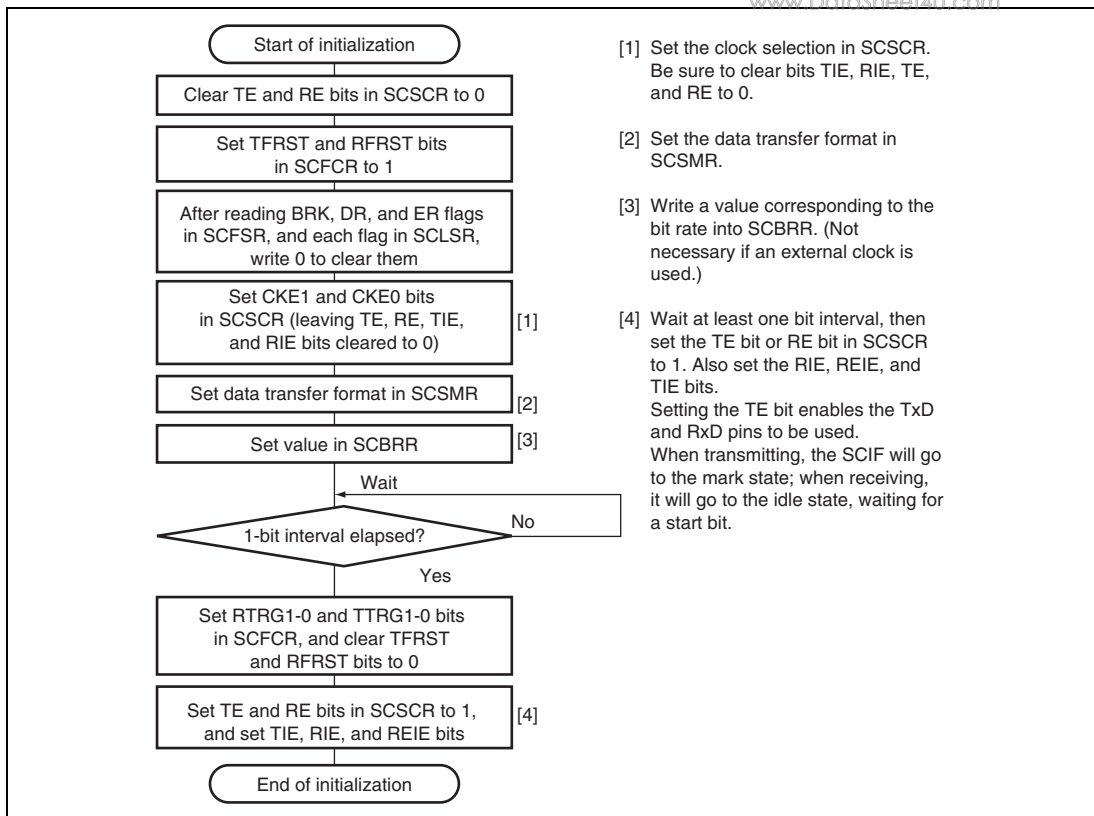 www.DataSheet4U.com
Start of initialization
Clear TE and RE bits in SCSCR to 0
Set TFRST and RFRST bits
in SCFCR to 1
After reading BRK, DR, and ER flags
in SCFSR, and each flag in SCLSR,
write 0 to clear them
Set CKE1 and CKE0 bits
in SCSCR (leaving TE, RE, TIE,
and RIE bits cleared to 0)
[1]
Set data transfer format in SCSMR
[2]
Set value in SCBRR
[3]
Wait
1-bit interval elapsed?
No
Yes
Set RTRG1-0 and TTRG1-0 bits
in SCFCR, and clear TFRST
and RFRST bits to 0
Set TE and RE bits in SCSCR to 1,
and set TIE, RIE, and REIE bits
[4]
End of initialization
[1] Set the clock selection in SCSCR.
Be sure to clear bits TIE, RIE, TE,
and RE to 0.
[2] Set the data transfer format in
SCSMR.
[3] Write a value corresponding to the
bit rate into SCBRR. (Not
necessary if an external clock is
used.)
[4] Wait at least one bit interval, then
set the TE bit or RE bit in SCSCR
to 1. Also set the RIE, REIE, and
TIE bits.
Setting the TE bit enables the TxD
and RxD pins to be used.
When transmitting, the SCIF will go
to the mark state; when receiving,
it will go to the idle state, waiting for
a start bit.